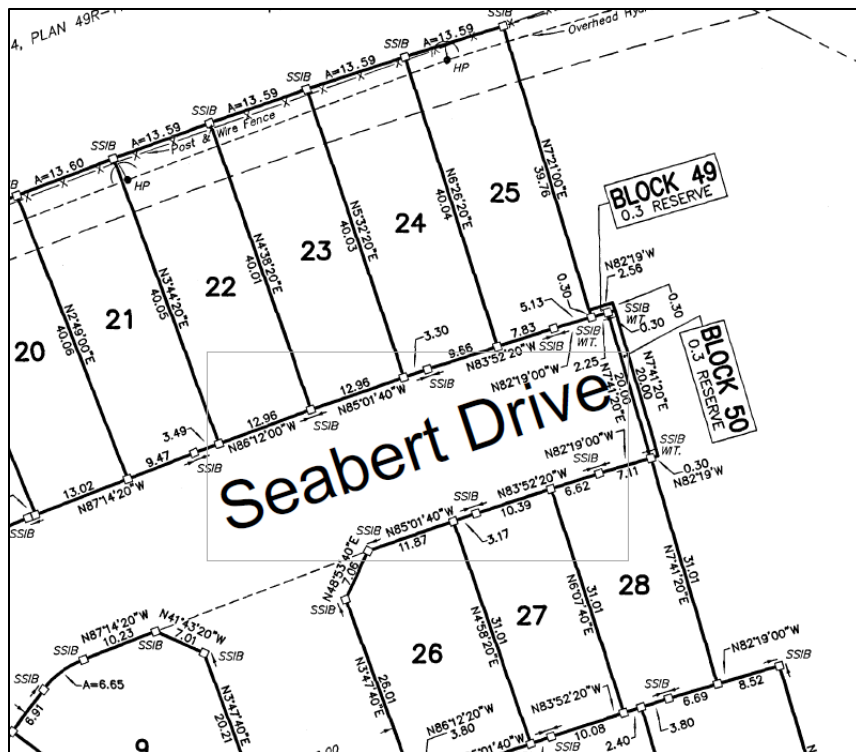 4, PLAN 49R-
A=13.59
Overhead Hy
A=13.59
SSIB
HP
A=13.59
SSIB
A=13.59
SSIB
Post & Wire Fence
A=13.60
SSIB
HP
SSIB
N7°21'00"E
39.76
BLOCK 49
0.3 RESERVE
25
N6°26'20"E
40.04
24
N5°32'20"E
40.03
23
N4°38'20"E
40.01
22
N3°44'20"E
40.05
21
N2°49'00"E
40.06
20
N82°19'W
2.56
0.30
5.13
0.30
SSIB
WIT.
0.30
3.30
9.66
7.83
N83°52'20"W
SSIB
SSIB
WIT.
N82°19'00"W
2.25
N7°41'20"E
20.00
N7°41'20"E
20.00
BLOCK 50
0.3 RESERVE
12.96
N85°01'40"W
SSIB
12.96
N86°12'00"W
SSIB
3.49
9.47
SSIB
13.02
N87°14'20"W
SSIB
Seabert Drive
N82°19'00"W
SSIB
WIT.
0.30
N82°19'W
7.11
SSIB
N83°52'20"W
6.62
10.39
SSIB
N85°01'40"W
11.87
3.17
SSIB
N48°53'40"E
7.06
SSIB
N7°41'20"E
31.01
28
N6°07'40"E
31.01
27
N4°58'20"E
31.01
26
N3°47'40"E
26.01
N87°14'20"W
10.23
SSIB
N41°43'20"W
7.01
SSIB
SSIB
A=6.65
SSIB
6.91
9
N3°47'40"E
20.21
N82°19'00"W
8.52
SSIB
6.69
3.80
SSIB
N83°52'20"W
10.08
2.40
N86°12'20"W
3.80
SSIB
5°01'40"W
.00